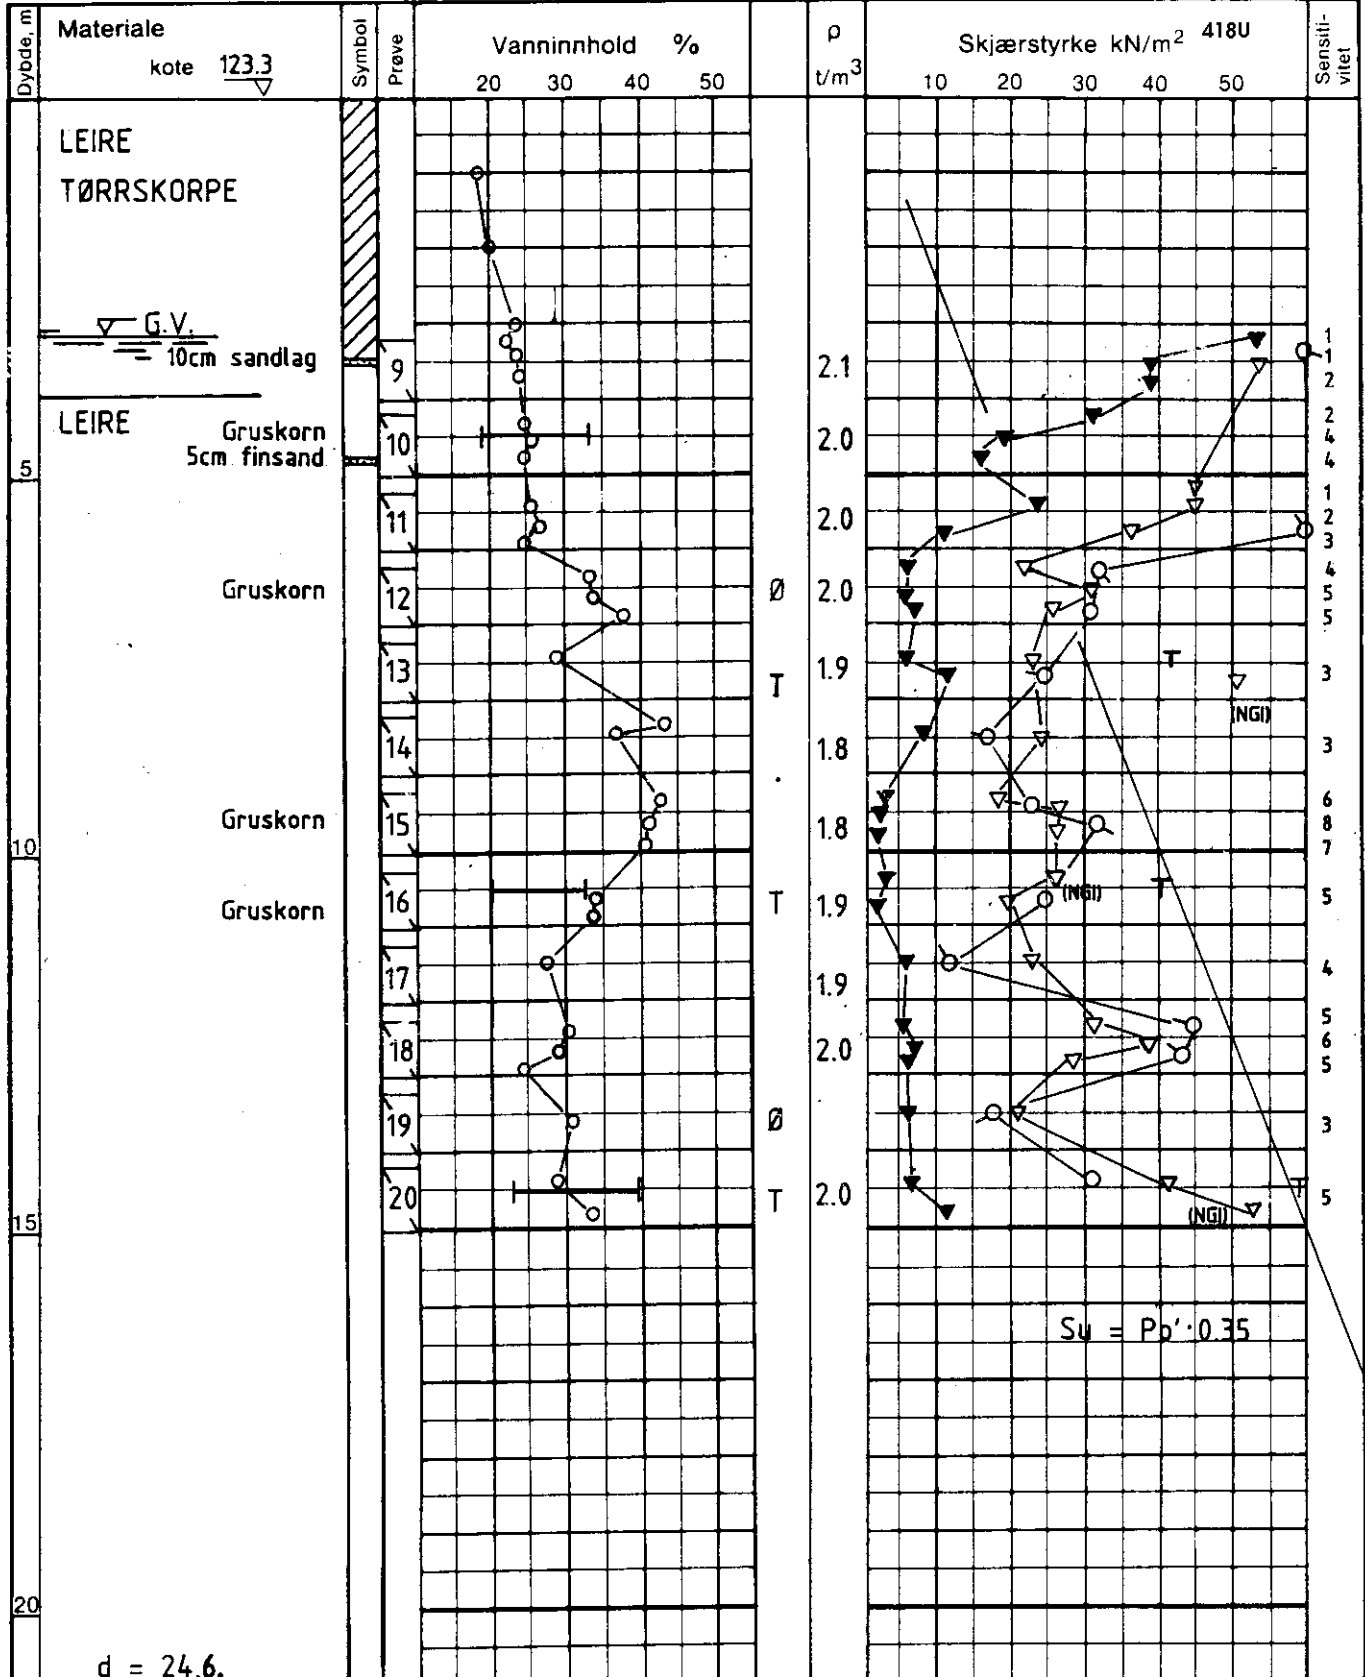 Dybde, m
Materiale
kote 123.3
Symbol
Prøve
Vanninnhold %
20 30 40 50
ρ
t/m³
Skjærstyrke kN/m² 418U
10 20 30 40 50
Sensiti-
vitet
LEIRE
TØRRSKORPE
G.V.
10cm sandlag
9 2.1
1
1
2
LEIRE
Gruskorn
5cm finsand
10 2.0
2
4
4
5
11 2.0
1
2
3
Gruskorn
12 Ø 2.0
4
5
5
13 T 1.9 T 3
(NGI)
14 1.8 3
Gruskorn
15 1.8
6
8
7
10
Gruskorn
16 T 1.9 (NGI) T 5
17 1.9 4
18 2.0
5
6
5
19 Ø 3
20 T 2.0 T 5
(NGI)
15
Su = Po'·0.35
20
d = 24.6.